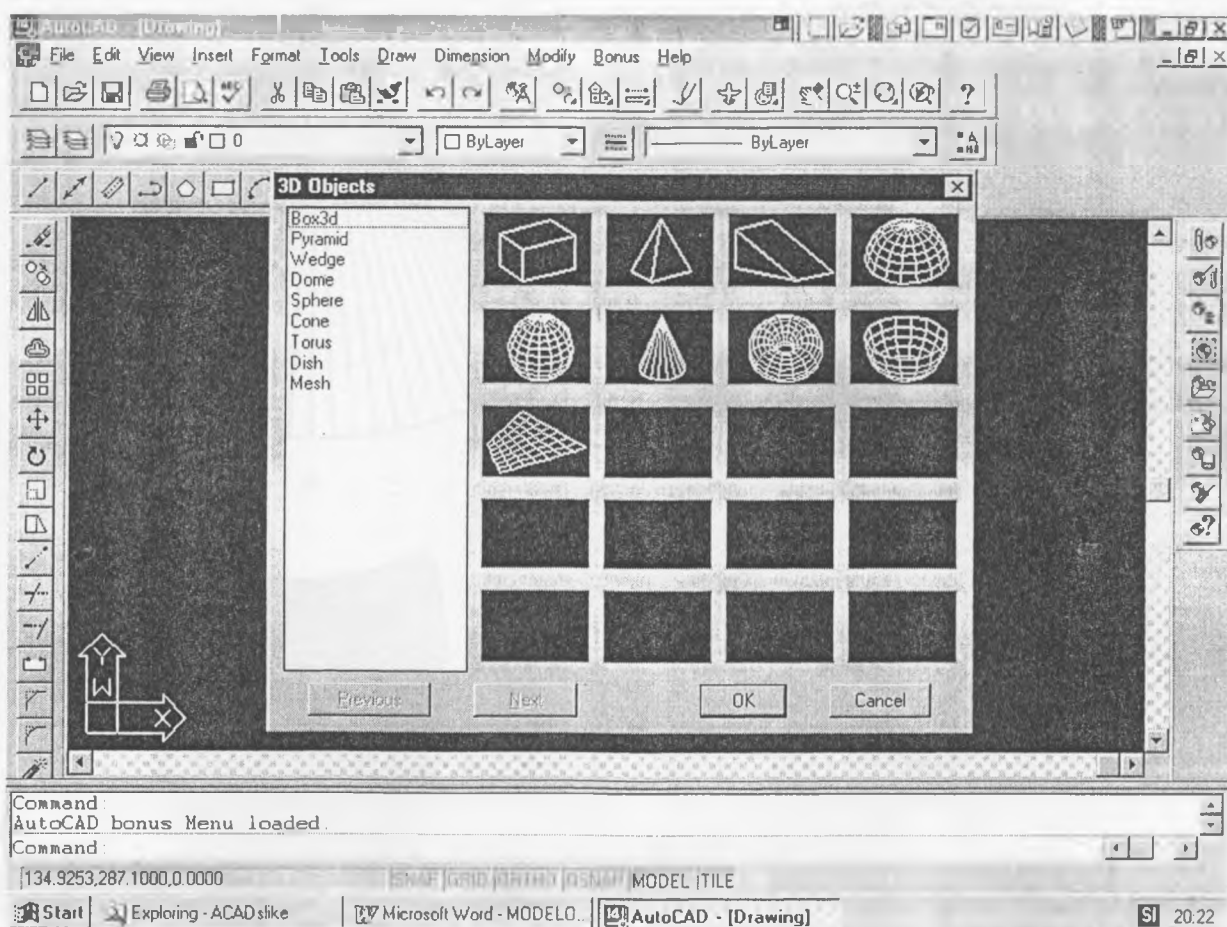 AutoCAD - [Drawing]
File Edit View Insert Format Tools Draw Dimension Modify Bonus Help
ABC
?
0 ByLayer ByLayer
3D Objects
Box3d
Pyramid
Wedge
Dome
Sphere
Cone
Torus
Dish
Mesh
Previous Next OK Cancel
Y
W
X
Command:
AutoCAD bonus Menu loaded.
Command:
134.9253,287.1000,0.0000 SNAP GRID ORTHO OSNAP MODEL TILE
Start Exploring - ACADslike Microsoft Word - MODELO... AutoCAD - [Drawing] SI 20:22